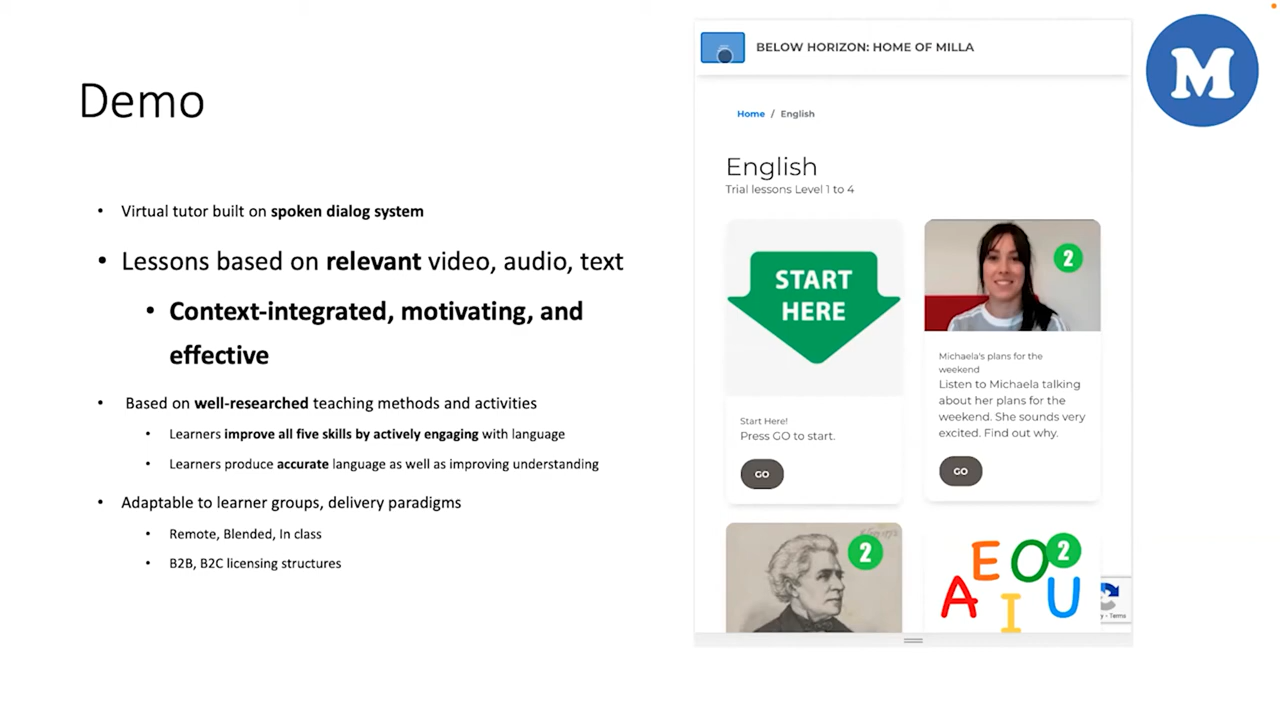 Demo
• Virtual tutor built on spoken dialog system
• Lessons based on relevant video, audio, text
• Context-integrated, motivating, and
effective
• Based on well-researched teaching methods and activities
• Learners improve all five skills by actively engaging with language
• Learners produce accurate language as well as improving understanding
• Adaptable to learner groups, delivery paradigms
• Remote, Blended, In class
• B2B, B2C licensing structures
BELOW HORIZON: HOME OF MILLA
Home / English
English
Trial lessons Level 1 to 4
START
HERE
Start Here!
Press GO to start.
GO
2
Michaela's plans for the
weekend
Listen to Michaela talking
about her plans for the
weekend. She sounds very
excited. Find out why.
GO
2
A E I O U
2
Terms
M